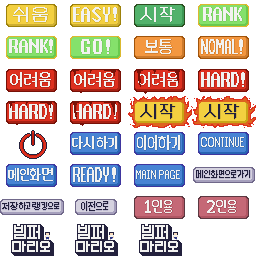 쉬움 EASY! 시작 RANK
RANK! GO! 보통 NOMAL!
어려움 어려움 어려움 HARD!
HARD! HARD! 시작 시작
다시하기 이어하기 CONTINUE
메인화면 READY! MAIN PAGE 메인화면으로가기
저장하고랭킹으로 이전으로 1인용 2인용
빕퍼 빕퍼 빕퍼
마리오 마리오 마리오